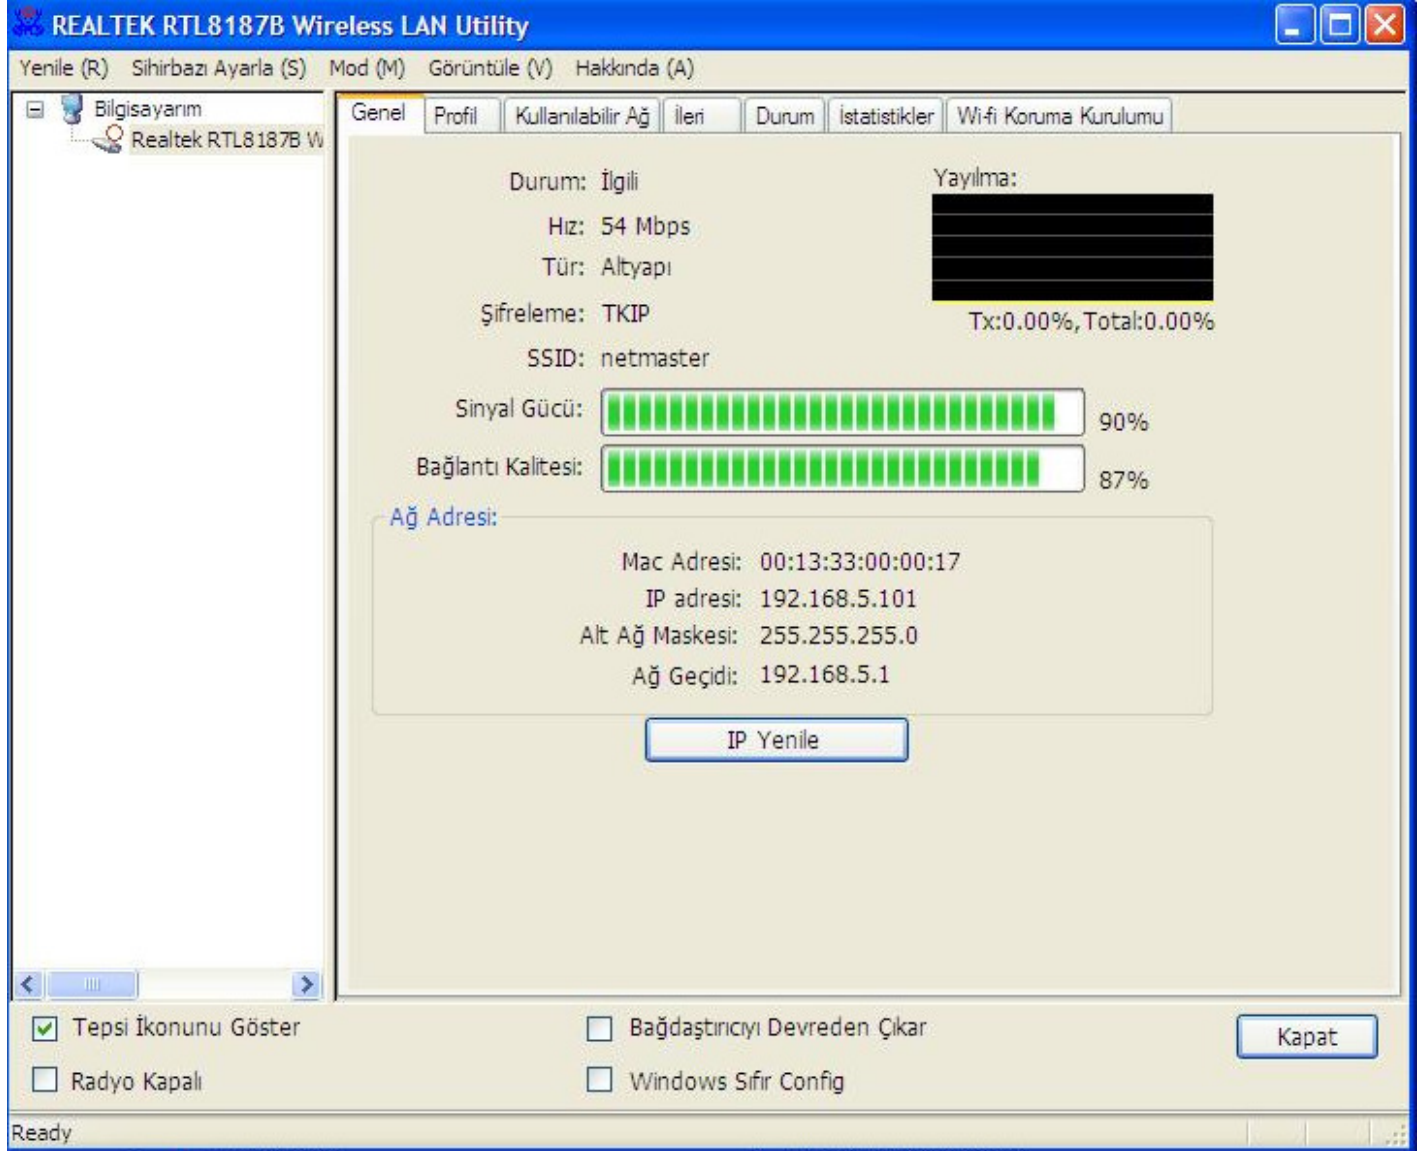 REALTEK RTL8187B Wireless LAN Utility
Yenile (R) Sihirbazı Ayarla (S) Mod (M) Görüntüle (V) Hakkında (A)
Bilgisayarım
Realtek RTL8187B W
Genel Profil Kullanılabilir Ağ İleri Durum İstatistikler Wi-fi Koruma Kurulumu
Durum: İlgili
Hız: 54 Mbps
Tür: Altyapı
Şifreleme: TKIP
SSID: netmaster
Yayılma:
Tx:0.00%,Total:0.00%
Sinyal Gücü: 90%
Bağlantı Kalitesi: 87%
Ağ Adresi:
Mac Adresi: 00:13:33:00:00:17
IP adresi: 192.168.5.101
Alt Ağ Maskesi: 255.255.255.0
Ağ Geçidi: 192.168.5.1
IP Yenile
Tepsi İkonunu Göster
Bağdaştırıcıyı Devreden Çıkar
Radyo Kapalı
Windows Sıfır Config
Kapat
Ready